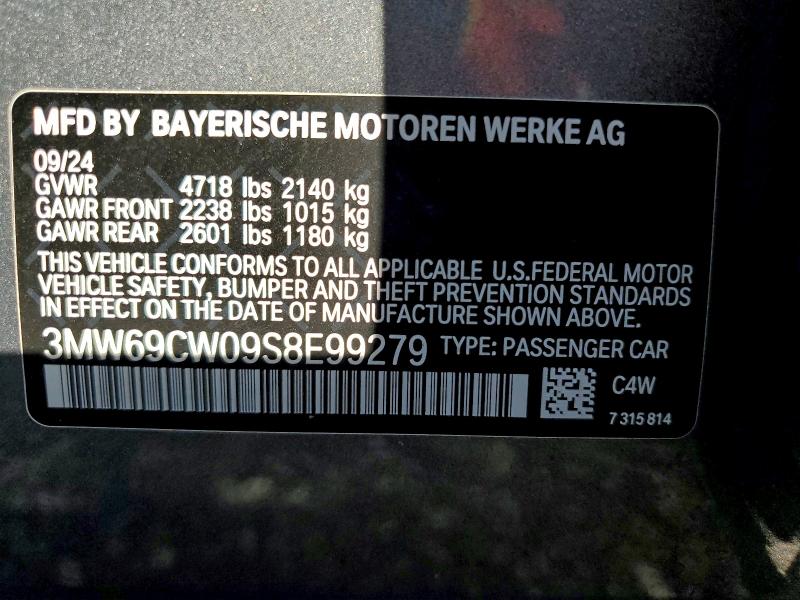 MFD BY BAYERISCHE MOTOREN WERKE AG
09/24
GVWR 4718 lbs 2140 kg
GAWR FRONT 2238 lbs 1015 kg
GAWR REAR 2601 lbs 1180 kg
THIS VEHICLE CONFORMS TO ALL APPLICABLE U.S.FEDERAL MOTOR
VEHICLE SAFETY, BUMPER AND THEFT PREVENTION STANDARDS
IN EFFECT ON THE DATE OF MANUFACTURE SHOWN ABOVE.
3MW69CW09S8E99279 TYPE: PASSENGER CAR
C4W
7 315 814